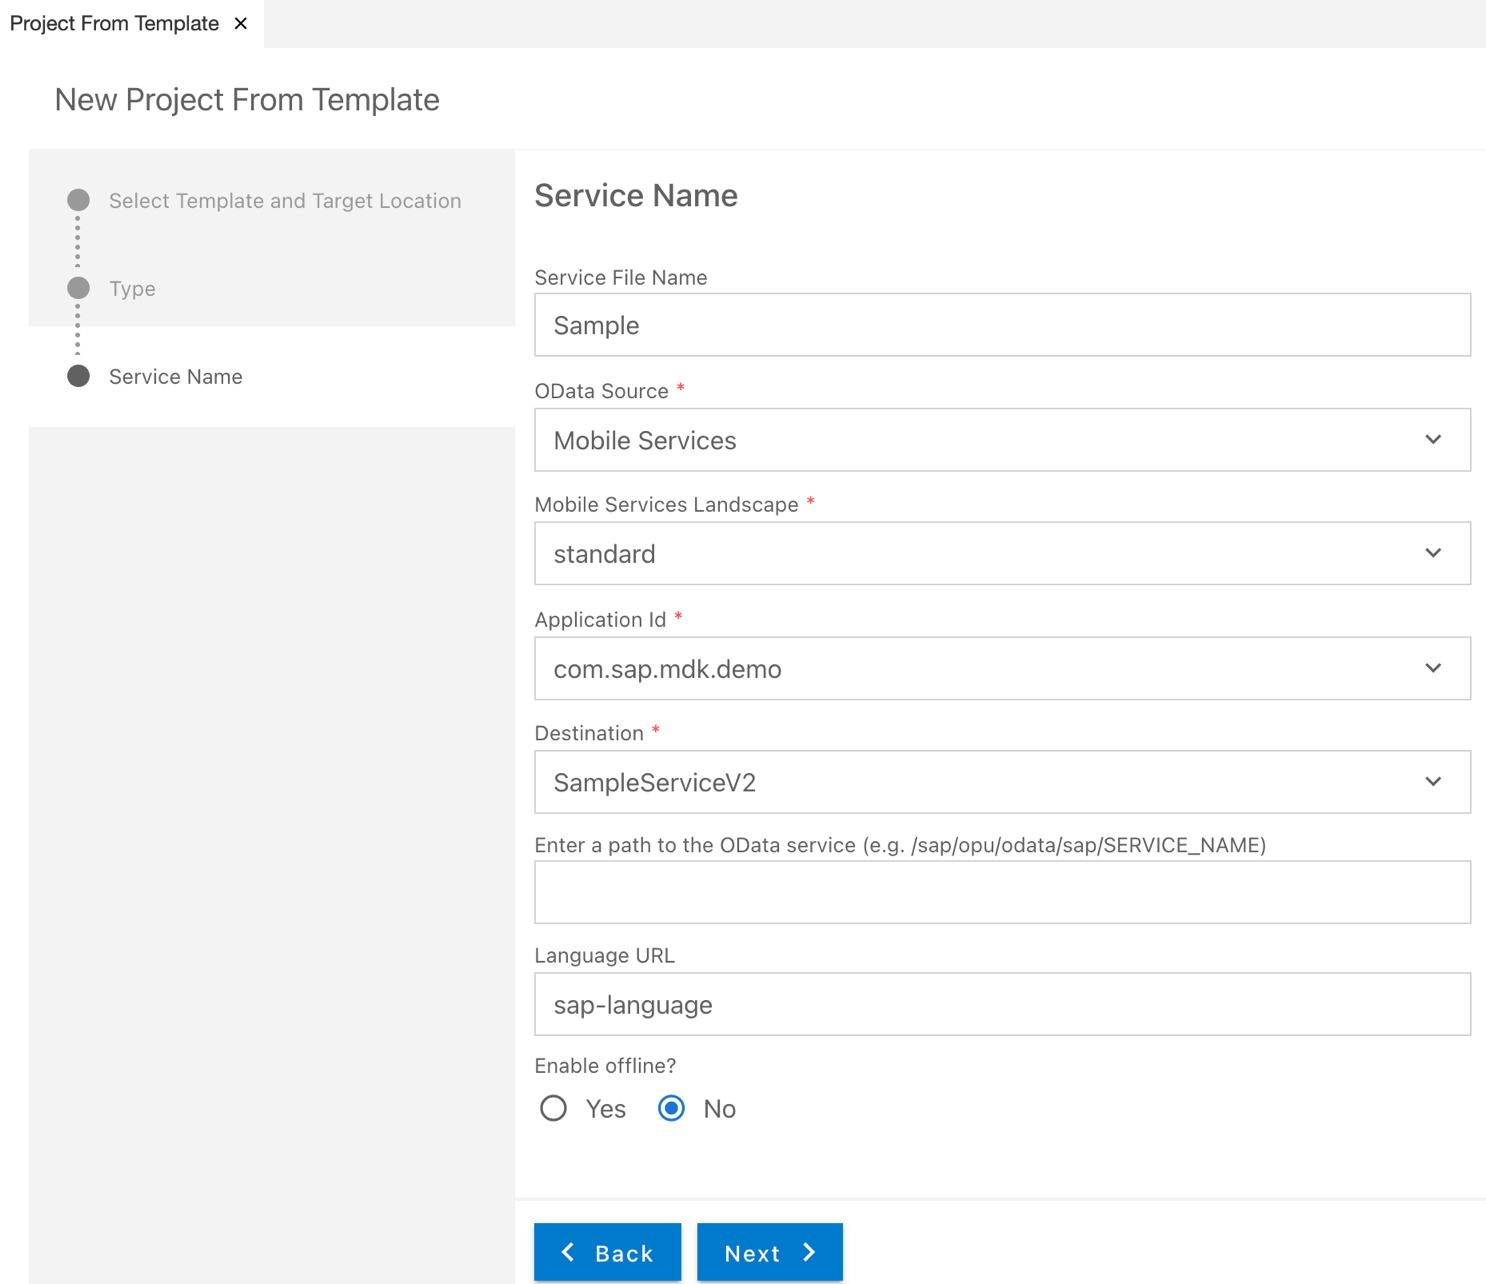 Project From Template
New Project From Template
Select Template and Target Location
Type
Service Name
Service Name
Service File Name
Sample
OData Source *
Mobile Services
Mobile Services Landscape *
standard
Application Id *
com.sap.mdk.demo
Destination *
SampleServiceV2
Enter a path to the OData service (e.g. /sap/opu/odata/sap/SERVICE_NAME)
Language URL
sap-language
Enable offline?
Yes No
Back Next